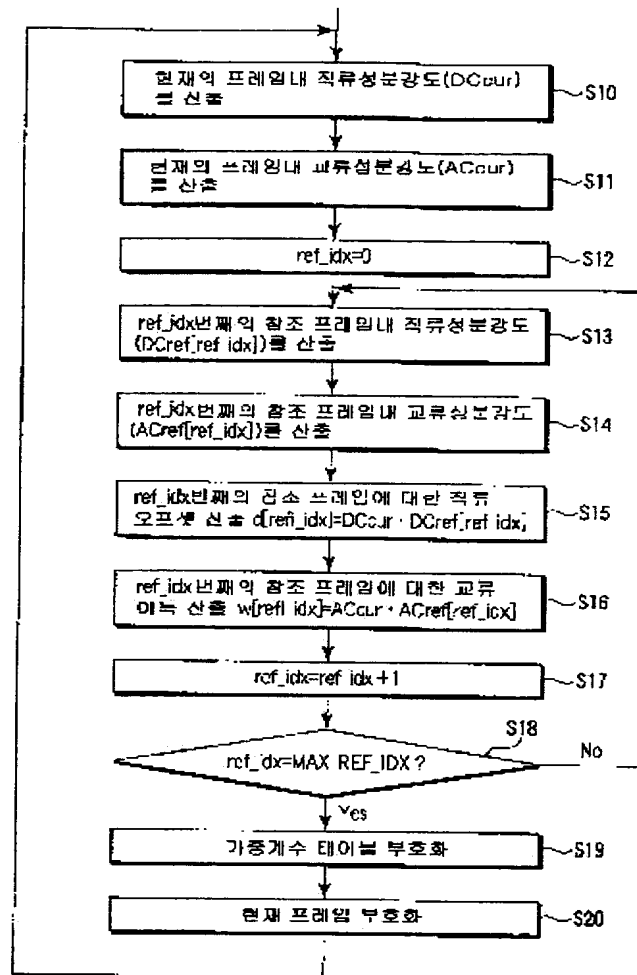 현재의 프레임내 직류성분강도(DCcur)
를 산출
S10
현재의 프레임내 교류성분강도(ACcur)
를 산출
S11
ref_idx=0
S12
ref_idx번째의 참조 프레임내 직류성분강도
(DCref[ref_idx])를 산출
S13
ref_idx번째의 참조 프레임내 교류성분강도
(ACref[ref_idx])를 산출
S14
ref_idx번째의 참조 프레임에 대한 직류
오프셋 산출 d[refi_idx]=DCcur · DCref[ref_idx]
S15
ref_idx번째의 참조 프레임에 대한 교류
이득 산출 w[refi_idx]=ACcur · ACref[ref_idx]
S16
ref_idx=ref_idx+1
S17
S18
ref_idx=MAX REF_IDX?
No
Yes
가중계수 테이블 부호화
S19
현재 프레임 부호화
S20